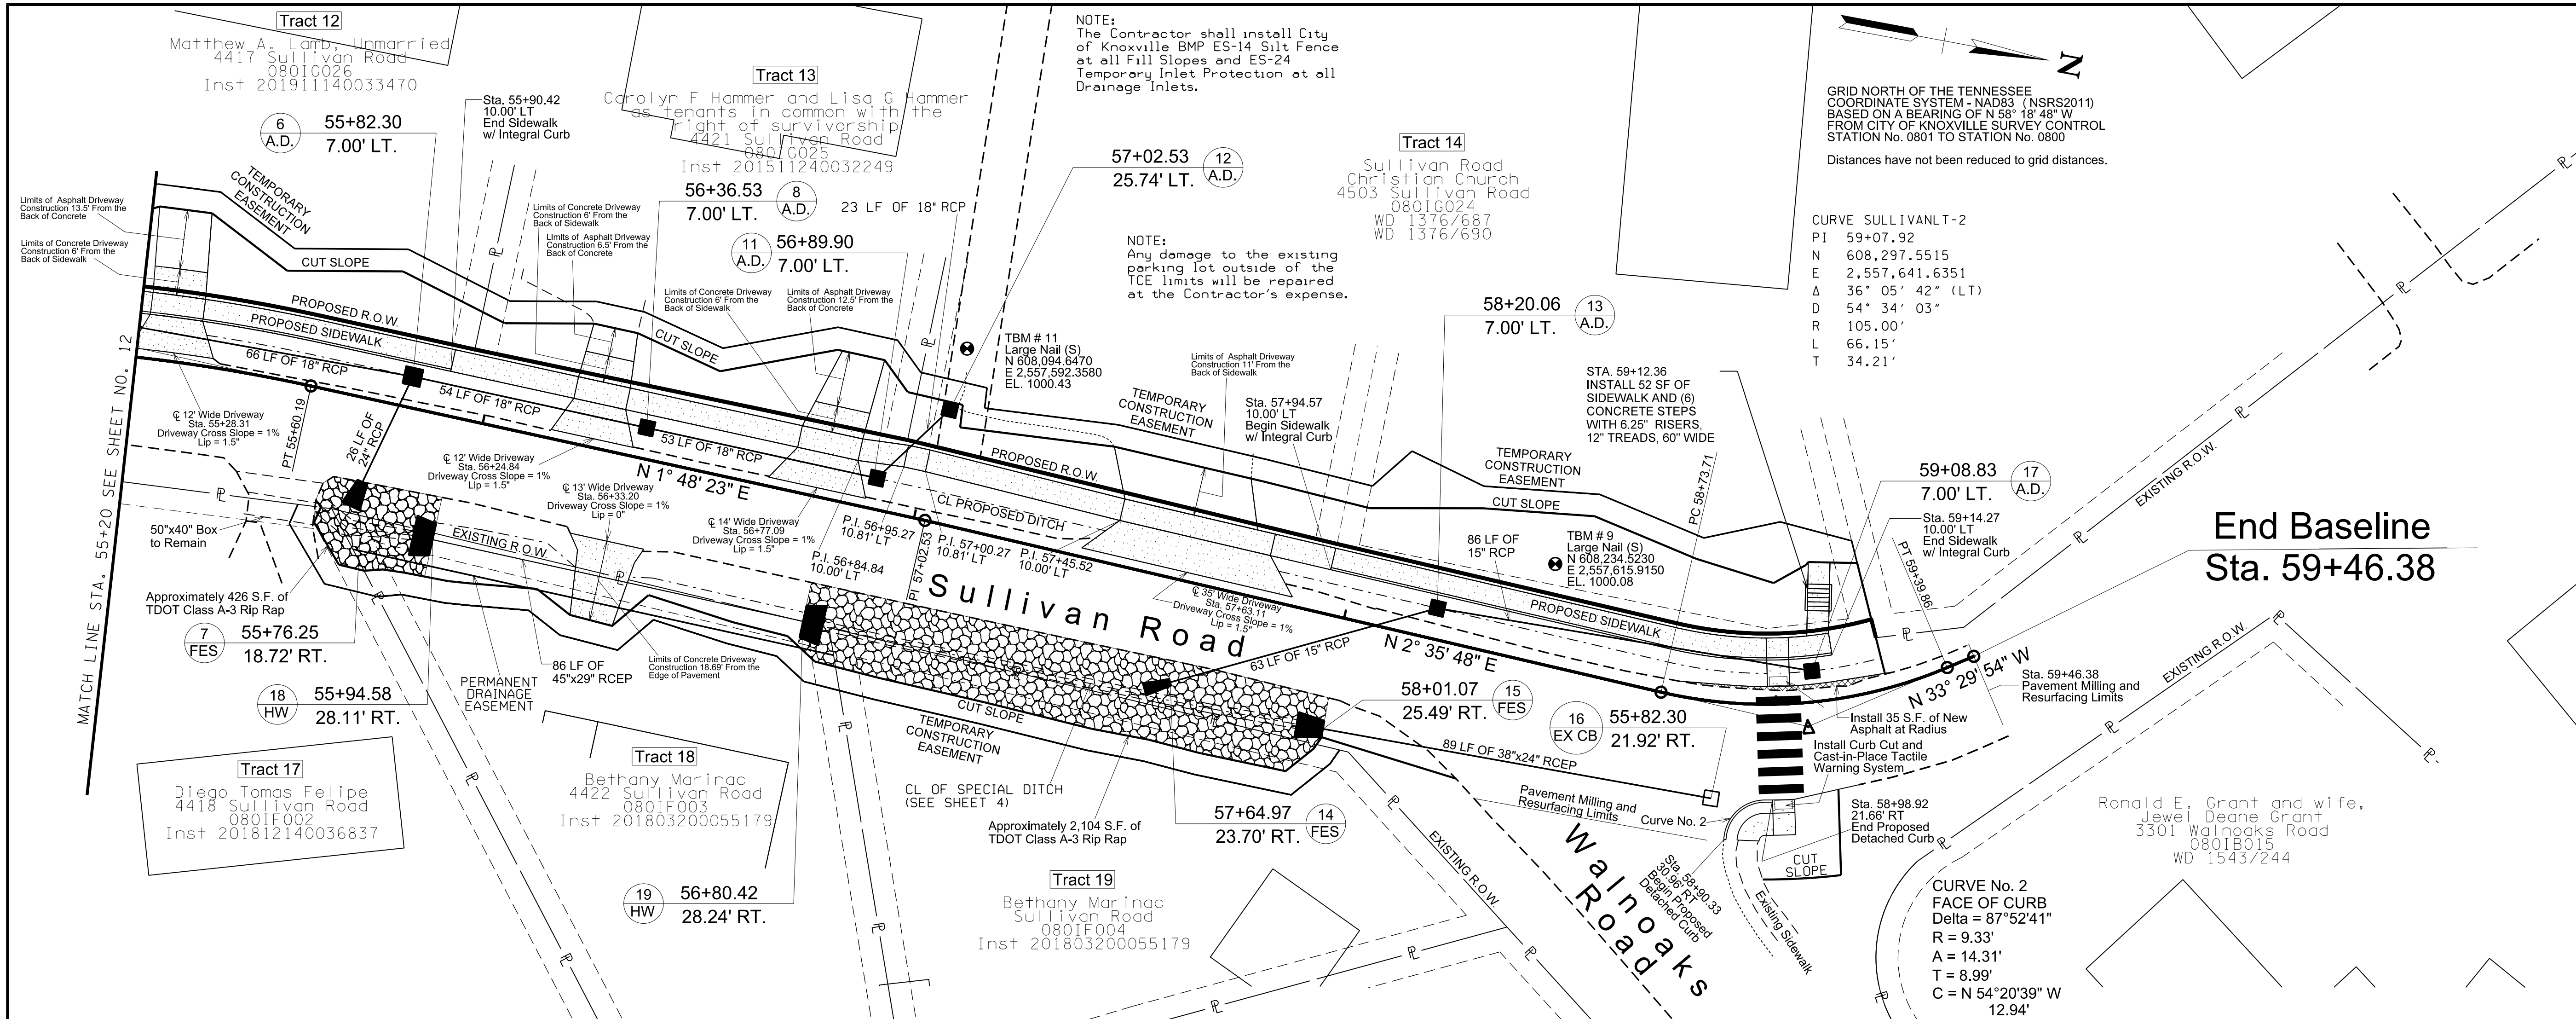 Tract 12
Matthew A. Lamb, Unmarried
4417 Sullivan Road
080IG026
Inst 201911140033470
6
A.D.
55+82.30
7.00' LT.
Sta. 55+90.42
10.00' LT
End Sidewalk
w/ Integral Curb
Tract 13
Carolyn F Hammer and Lisa G Hammer
as tenants in common with the
right of survivorship
4421 Sullivan Road
080IG025
Inst 201511240032249
56+36.53
7.00' LT.
8
A.D.
23 LF OF 18" RCP
11
A.D.
56+89.90
7.00' LT.
NOTE:
The Contractor shall install City
of Knoxville BMP ES-14 Silt Fence
at all Fill Slopes and ES-24
Temporary Inlet Protection at all
Drainage Inlets.
57+02.53
25.74' LT.
12
A.D.
Tract 14
Sullivan Road
Christian Church
4503 Sullivan Road
080IG024
WD 1376/687
WD 1376/690
NOTE:
Any damage to the existing
parking lot outside of the
TCE limits will be repaired
at the Contractor's expense.
58+20.06
7.00' LT.
13
A.D.
N
GRID NORTH OF THE TENNESSEE
COORDINATE SYSTEM - NAD83 (NSRS2011)
BASED ON A BEARING OF N 58° 18' 48" W
FROM CITY OF KNOXVILLE SURVEY CONTROL
STATION No. 0801 TO STATION No. 0800
Distances have not been reduced to grid distances.
CURVE SULLIVANLT-2
PI 59+07.92
N 608,297.5515
E 2,557,641.6351
Δ 36° 05' 42" (LT)
D 54° 34' 03"
R 105.00'
L 66.15'
T 34.21'
Limits of Asphalt Driveway
Construction 13.5' From the
Back of Concrete
Limits of Concrete Driveway
Construction 6' From the
Back of Sidewalk
TEMPORARY
CONSTRUCTION
EASEMENT
CUT SLOPE
Limits of Concrete Driveway
Construction 6' From the
Back of Sidewalk
Limits of Asphalt Driveway
Construction 6.5' From the
Back of Concrete
CUT SLOPE
Limits of Concrete Driveway
Construction 6' From the
Back of Sidewalk
Limits of Asphalt Driveway
Construction 12.5' From the
Back of Concrete
TBM # 11
Large Nail (S)
N 608,094.6470
E 2,557,592.3580
EL. 1000.43
Limits of Asphalt Driveway
Construction 11' From the
Back of Sidewalk
TEMPORARY
CONSTRUCTION
EASEMENT
Sta. 57+94.57
10.00' LT
Begin Sidewalk
w/ Integral Curb
STA. 59+12.36
INSTALL 52 SF OF
SIDEWALK AND (6)
CONCRETE STEPS
WITH 6.25" RISERS,
12" TREADS, 60" WIDE
TEMPORARY
CONSTRUCTION
EASEMENT
CUT SLOPE
PC 58+73.71
59+08.83
7.00' LT.
17
A.D.
Sta. 59+14.27
10.00' LT
End Sidewalk
w/ Integral Curb
PT 59+39.86
EXISTING R.O.W.
End Baseline
Sta. 59+46.38
PROPOSED R.O.W.
PROPOSED SIDEWALK
66 LF OF 18" RCP
54 LF OF 18" RCP
53 LF OF 18" RCP
MATCH LINE STA. 55+20 SEE SHEET NO. 12
℄ 12' Wide Driveway
Sta. 55+28.31
Driveway Cross Slope = 1%
Lip = 1.5"
PT 55+60.19
26 LF OF
24" RCP
℄ 12' Wide Driveway
Sta. 56+24.84
Driveway Cross Slope = 1%
Lip = 1.5"
℄ 13' Wide Driveway
Sta. 56+33.20
Driveway Cross Slope = 1%
Lip = 0"
N 1° 48' 23" E
℄ 14' Wide Driveway
Sta. 56+77.09
Driveway Cross Slope = 1%
Lip = 1.5"
P.I. 56+95.27
10.81' LT
P.I. 56+84.84
10.00' LT
PI 57+02.53
P.I. 57+00.27
10.81' LT
P.I. 57+45.52
10.00' LT
CL PROPOSED DITCH
PROPOSED R.O.W.
Sullivan Road
℄ 35' Wide Driveway
Sta. 57+63.11
Driveway Cross Slope = 1%
Lip = 1.5"
86 LF OF
15" RCP
TBM # 9
Large Nail (S)
N 608,234.5230
E 2,557,615.9150
EL. 1000.08
PROPOSED SIDEWALK
N 2° 35' 48" E
63 LF OF 15" RCP
N 33° 29' 54" W
Sta. 59+46.38
Pavement Milling and
Resurfacing Limits
EXISTING R.O.W.
50"x40" Box
to Remain
EXISTING R.O.W.
Approximately 426 S.F. of
TDOT Class A-3 Rip Rap
7
FES
55+76.25
18.72' RT.
18
HW
55+94.58
28.11' RT.
PERMANENT
DRAINAGE
EASEMENT
86 LF OF
45"x29" RCEP
Limits of Concrete Driveway
Construction 18.69' From the
Edge of Pavement
CUT SLOPE
TEMPORARY
CONSTRUCTION
EASEMENT
CL OF SPECIAL DITCH
(SEE SHEET 4)
Approximately 2,104 S.F. of
TDOT Class A-3 Rip Rap
58+01.07
25.49' RT.
15
FES
16
EX CB
55+82.30
21.92' RT.
89 LF OF 38"x24" RCEP
57+64.97
23.70' RT.
14
FES
Install 35 S.F. of New
Asphalt at Radius
Install Curb Cut and
Cast-in-Place Tactile
Warning System
Pavement Milling and
Resurfacing Limits
Curve No. 2
Sta. 58+98.92
21.66' RT
End Proposed
Detached Curb
CUT
SLOPE
Sta. 58+90.33
30.96' RT
Begin Proposed
Detached Curb
Existing Sidewalk
Walnoaks
Road
EXISTING R.O.W.
Tract 17
Diego Tomas Felipe
4418 Sullivan Road
080IF002
Inst 201812140036837
Tract 18
Bethany Marinac
4422 Sullivan Road
080IF003
Inst 201803200055179
19
HW
56+80.42
28.24' RT.
Tract 19
Bethany Marinac
Sullivan Road
080IF004
Inst 201803200055179
Ronald E. Grant and wife,
Jewel Deane Grant
3301 Walnoaks Road
080IB015
WD 1543/244
CURVE No. 2
FACE OF CURB
Delta = 87°52'41"
R = 9.33'
A = 14.31'
T = 8.99'
C = N 54°20'39" W
12.94'